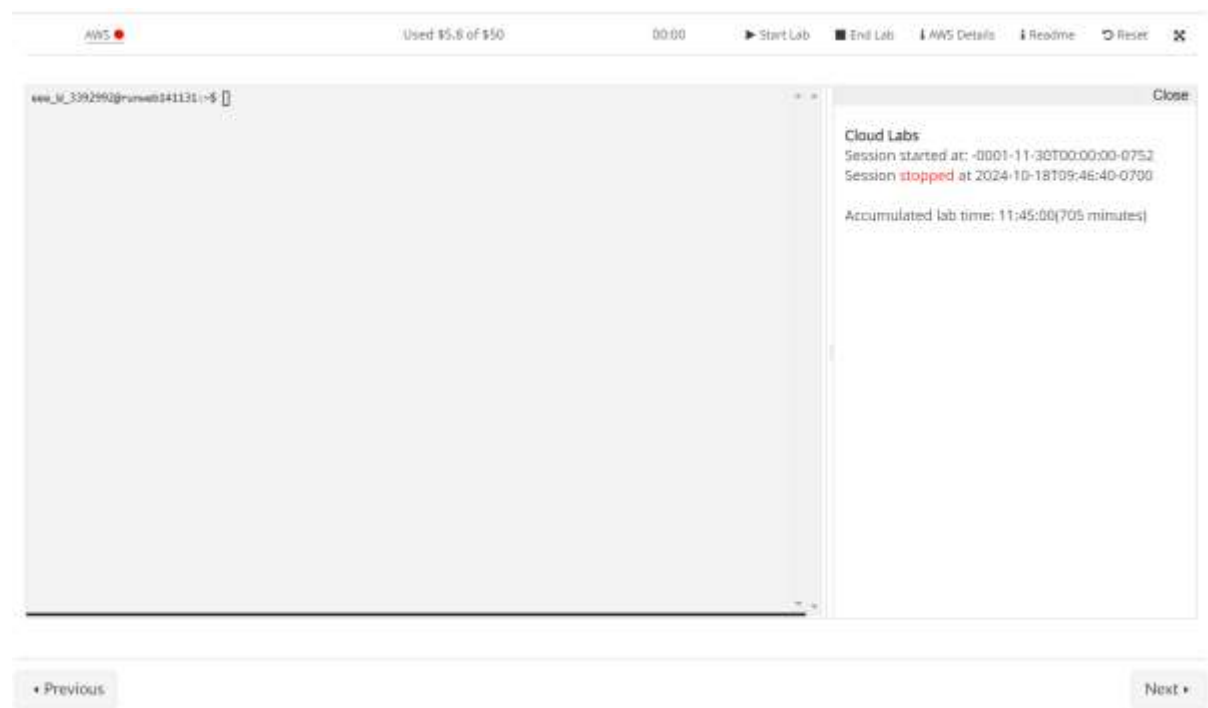 AWS Used $5.8 of $50 00:00 Start Lab End Lab AWS Details Readme Reset
Close
Cloud Labs
Session started at: -0001-11-30T00:00:00-0752
Session stopped at 2024-10-18T09:46:40-0700
Accumulated lab time: 11:45:00(705 minutes)
Previous
Next